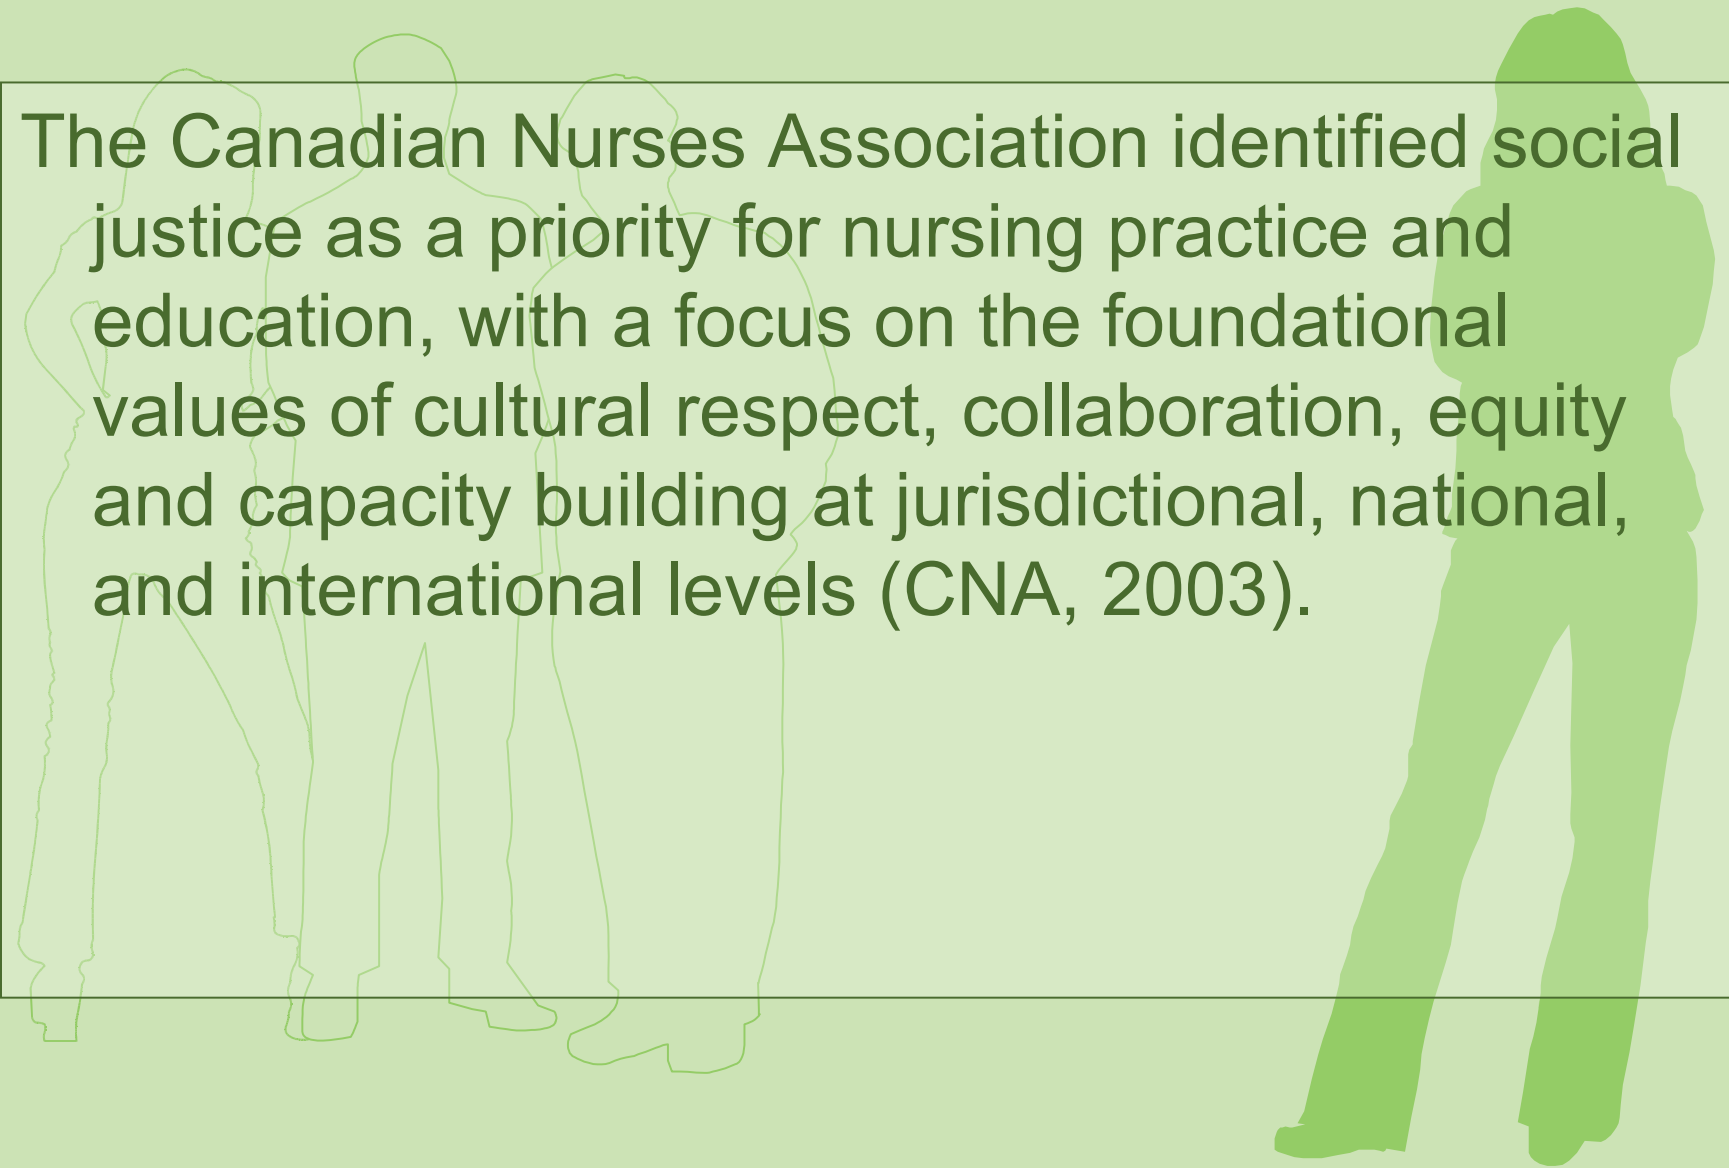 The Canadian Nurses Association identified social
justice as a priority for nursing practice and
education, with a focus on the foundational
values of cultural respect, collaboration, equity
and capacity building at jurisdictional, national,
and international levels (CNA, 2003).